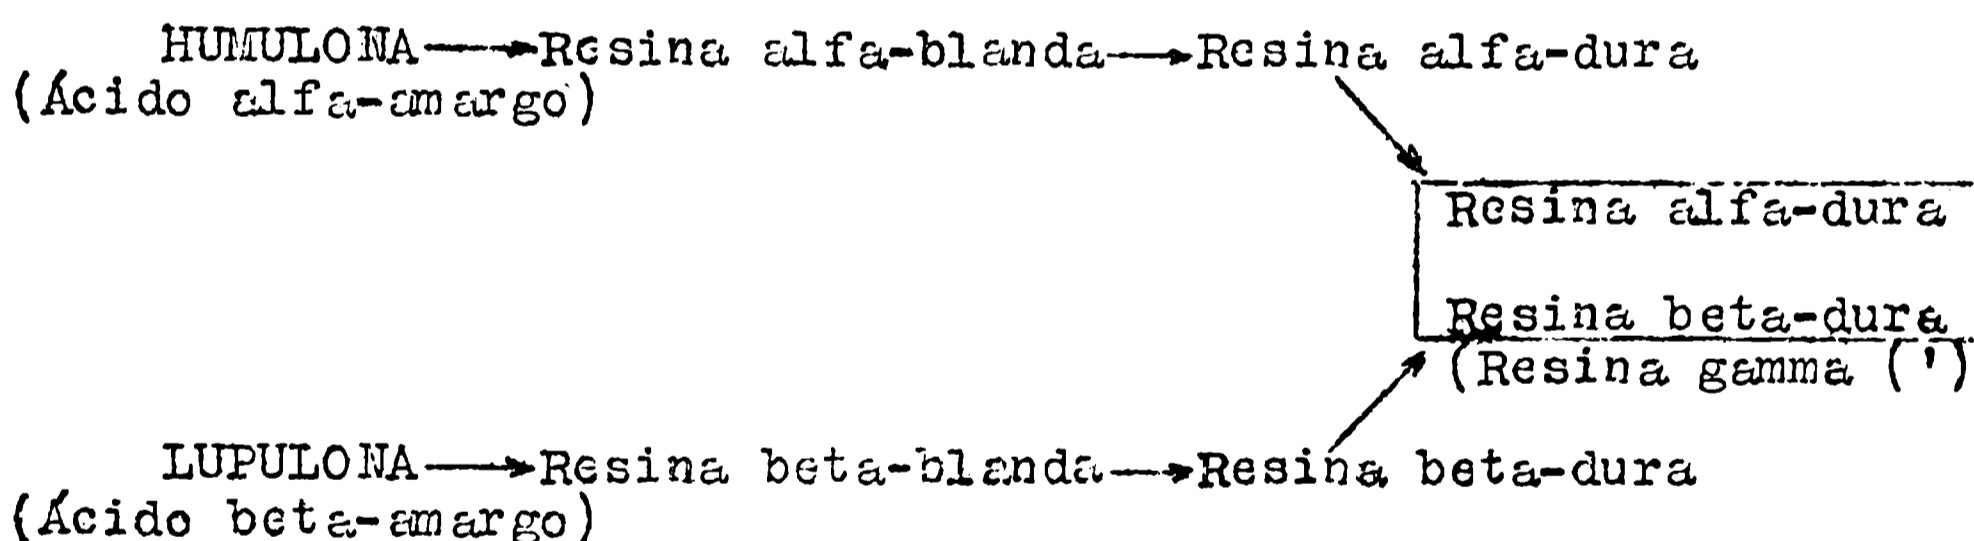 HUMULONA→Resina alfa-blanda→Resina alfa-dura
(Ácido alfa-amargo)
Resina alfa-dura
Resina beta-dura
(Resina gamma (')
LUPULONA→Resina beta-blanda→Resina beta-dura
(Ácido beta-amargo)